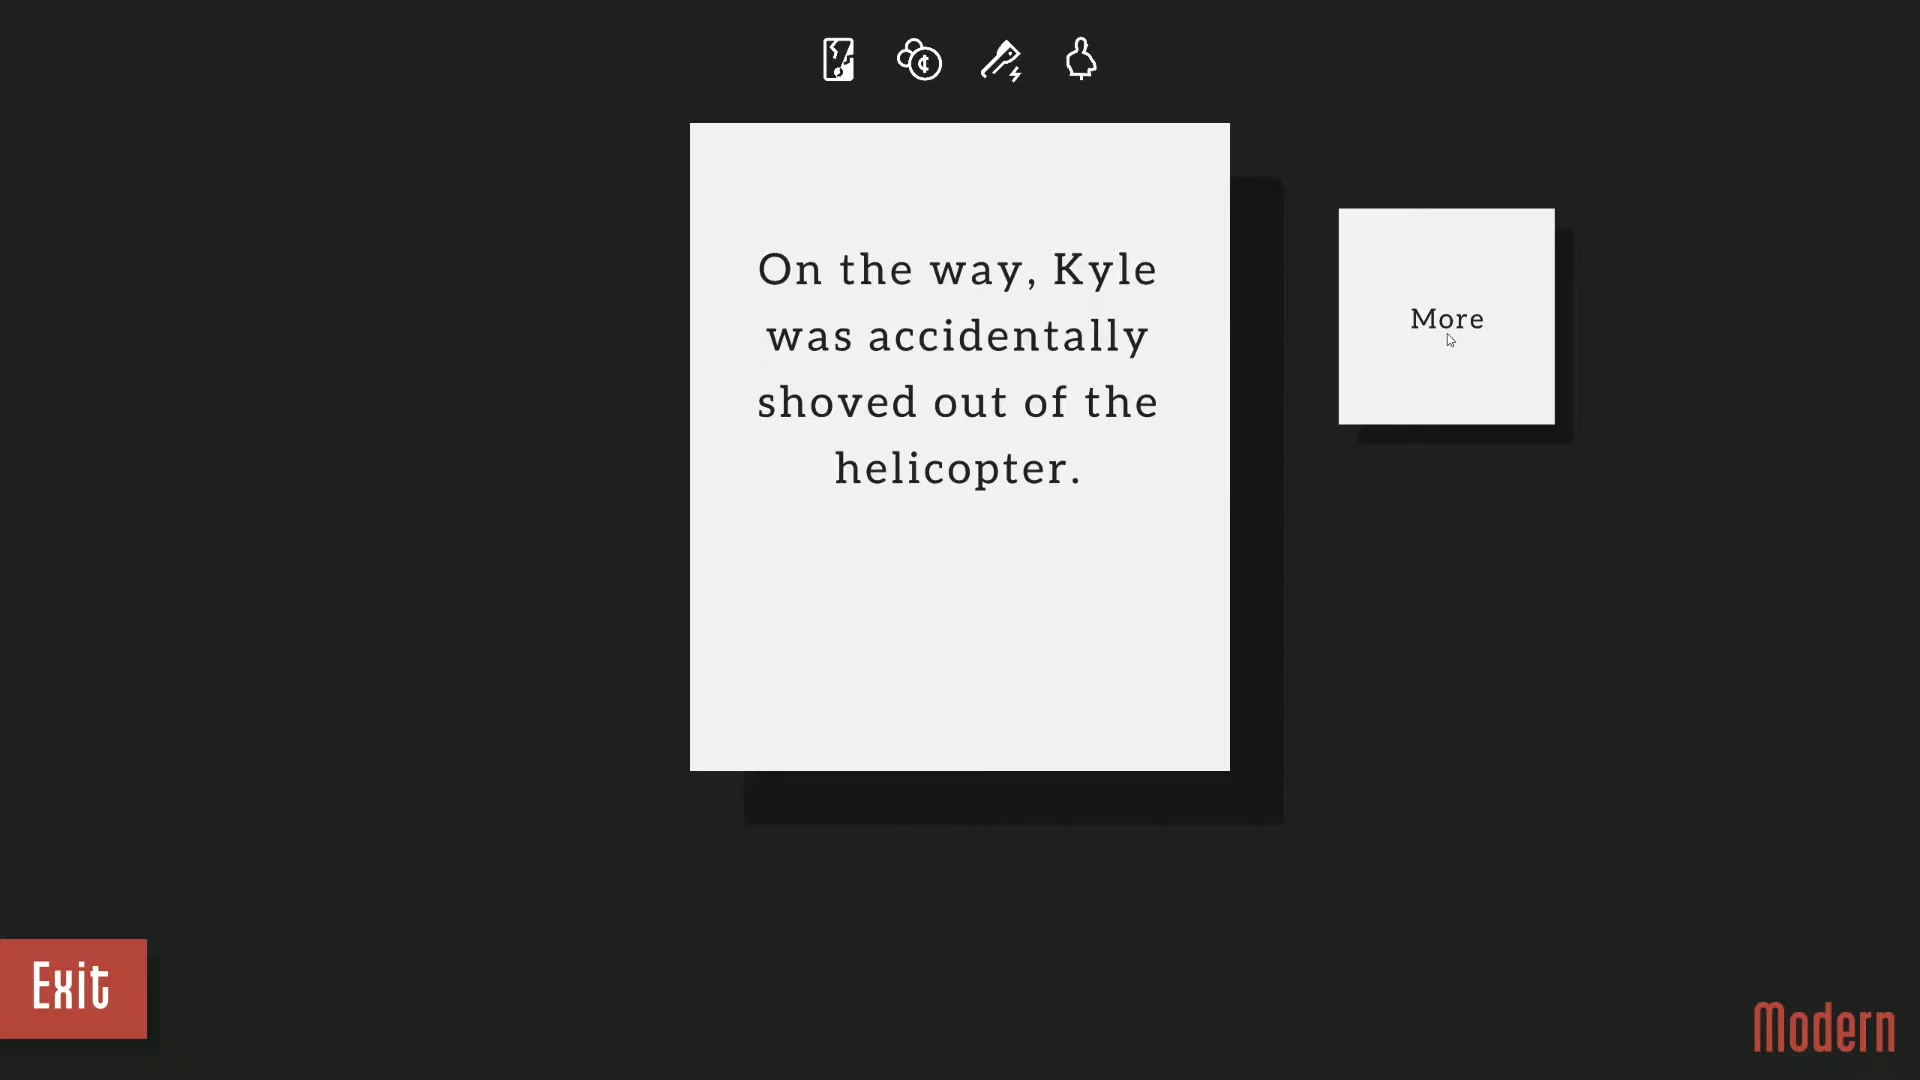 On the way, Kyle
was accidentally
shoved out of the
helicopter.
More
Exit
Modern